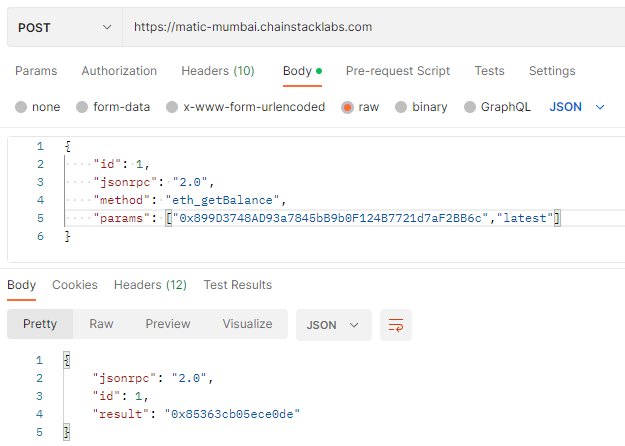 POST https://matic-mumbai.chainstacklabs.com
Params Authorization Headers (10) Body Pre-request Script Tests Settings
none form-data x-www-form-urlencoded raw binary GraphQL JSON
1 {
2 "id": 1,
3 "jsonrpc": "2.0",
4 "method": "eth_getBalance",
5 "params": ["0x899D3748AD93a7845bB9b0F124B7721d7aF2BB6c","latest"]
6 }
Body Cookies Headers (12) Test Results
Pretty Raw Preview Visualize JSON
1 {
2 "jsonrpc": "2.0",
3 "id": 1,
4 "result": "0x85363cb05ece0de"
5 }